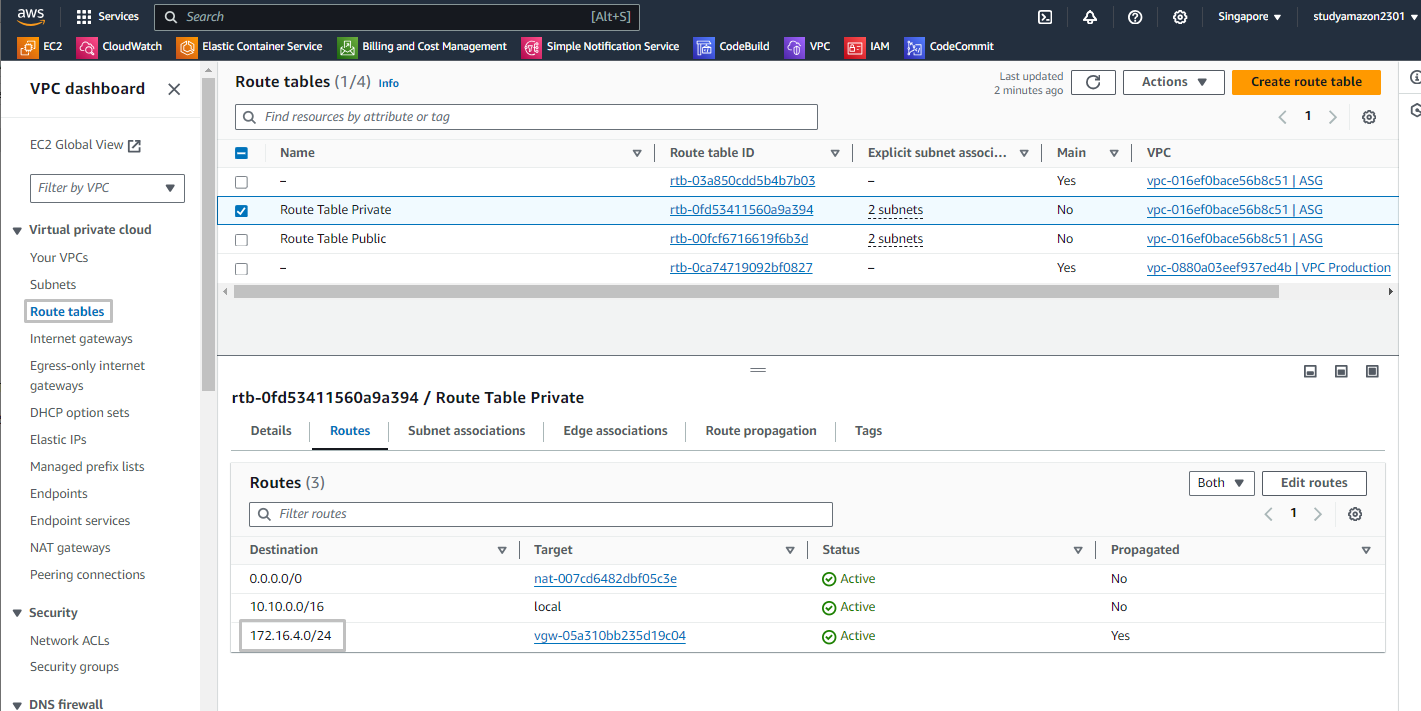 aws Services Search [Alt+S] Singapore studyamazon2301
EC2 CloudWatch Elastic Container Service Billing and Cost Management Simple Notification Service CodeBuild VPC IAM CodeCommit
VPC dashboard
EC2 Global View
Filter by VPC
Virtual private cloud
Your VPCs
Subnets
Route tables
Internet gateways
Egress-only internet
gateways
DHCP option sets
Elastic IPs
Managed prefix lists
Endpoints
Endpoint services
NAT gateways
Peering connections
Security
Network ACLs
Security groups
DNS firewall
Route tables (1/4) Info
Last updated
2 minutes ago
Actions
Create route table
Find resources by attribute or tag
1
Name Route table ID Explicit subnet associ... Main VPC
– rtb-03a850cdd5b4b7b03 – Yes vpc-016ef0bace56b8c51 | ASG
Route Table Private rtb-0fd53411560a9a394 2 subnets No vpc-016ef0bace56b8c51 | ASG
Route Table Public rtb-00fcf6716619f6b3d 2 subnets No vpc-016ef0bace56b8c51 | ASG
– rtb-0ca74719092bf0827 – Yes vpc-0880a03eef937ed4b | VPC Production
rtb-0fd53411560a9a394 / Route Table Private
Details Routes Subnet associations Edge associations Route propagation Tags
Routes (3)
Both Edit routes
Filter routes
1
Destination Target Status Propagated
0.0.0.0/0 nat-007cd6482dbf05c3e Active No
10.10.0.0/16 local Active No
172.16.4.0/24 vgw-05a310bb235d19c04 Active Yes